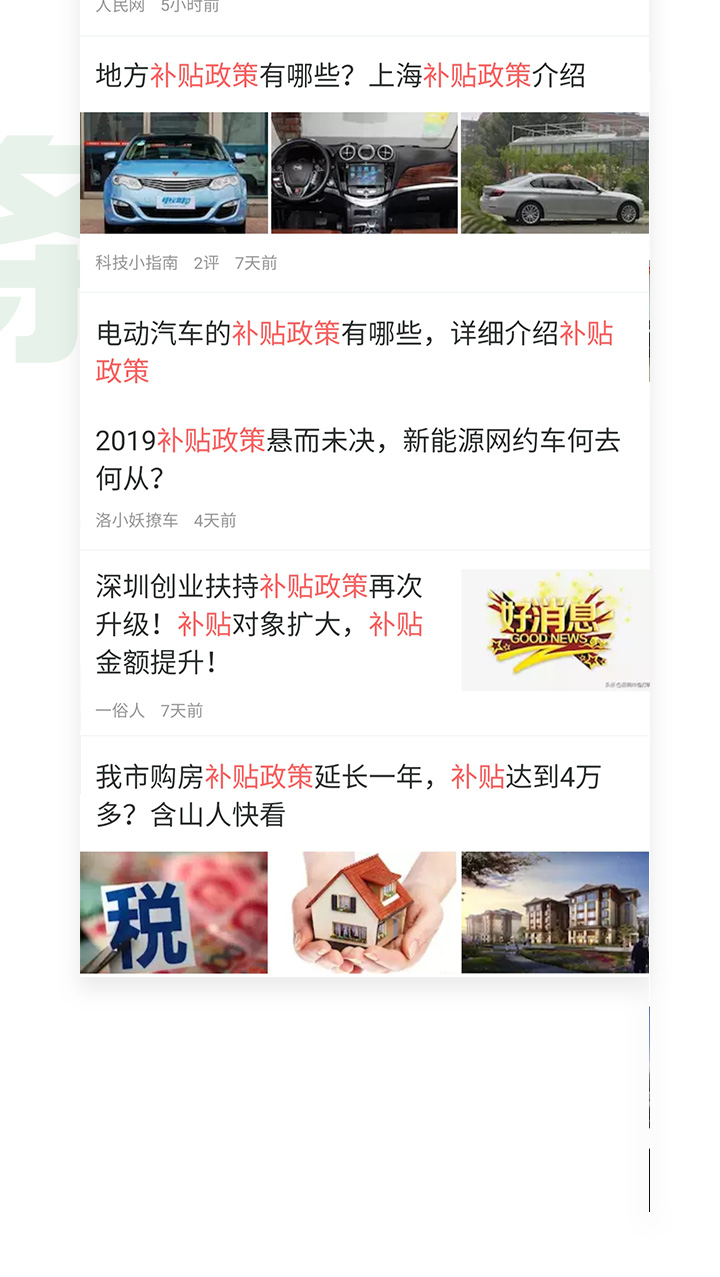 人民网 5小时前
地方补贴政策有哪些？上海补贴政策介绍
科技小指南 2评 7天前
电动汽车的补贴政策有哪些，详细介绍补贴
政策
2019补贴政策悬而未决，新能源网约车何去
何从？
洛小妖撩车 4天前
深圳创业扶持补贴政策再次
升级！补贴对象扩大，补贴
金额提升！
好消息
GOOD NEWS
一俗人 7天前
我市购房补贴政策延长一年，补贴达到4万
多？含山人快看
税